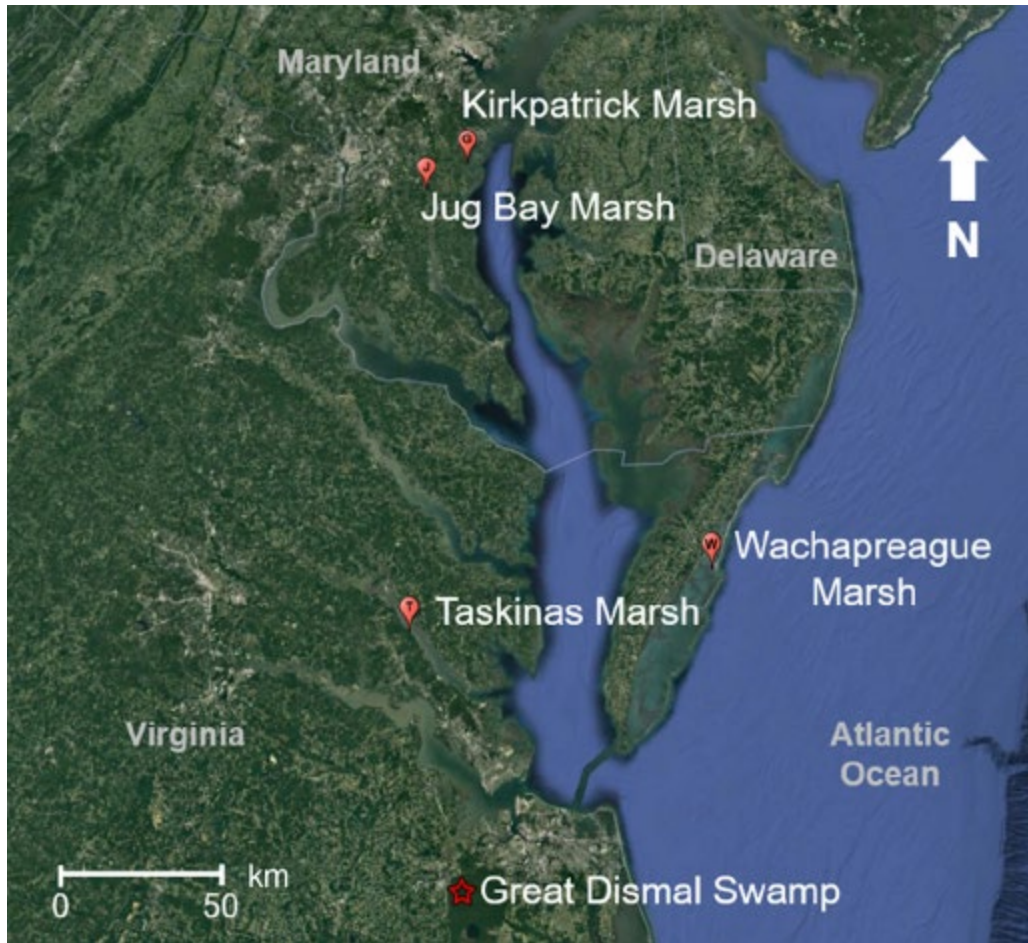 Maryland
Kirkpatrick Marsh
G
J
Jug Bay Marsh
N
Delaware
W
Wachapreague
Marsh
T
Taskinas Marsh
Virginia
Atlantic
Ocean
km
0 50
Great Dismal Swamp